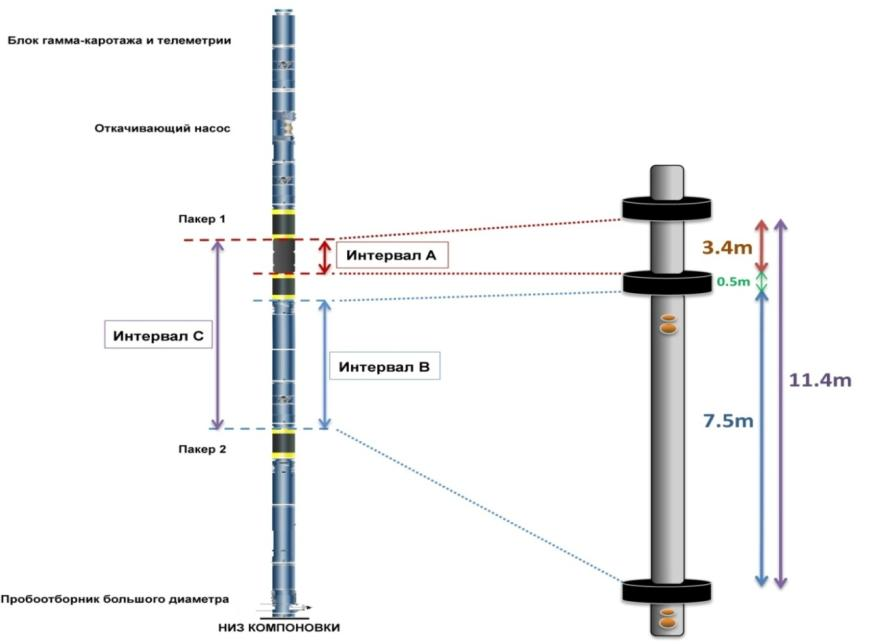 Блок гамма-каротажа и телеметрии
Откачивающий насос
Пакер 1
Интервал А
3.4m
0.5m
Интервал С
Интервал В
11.4m
7.5m
Пакер 2
Пробоотборник большого диаметра
НИЗ КОМПОНОВКИ